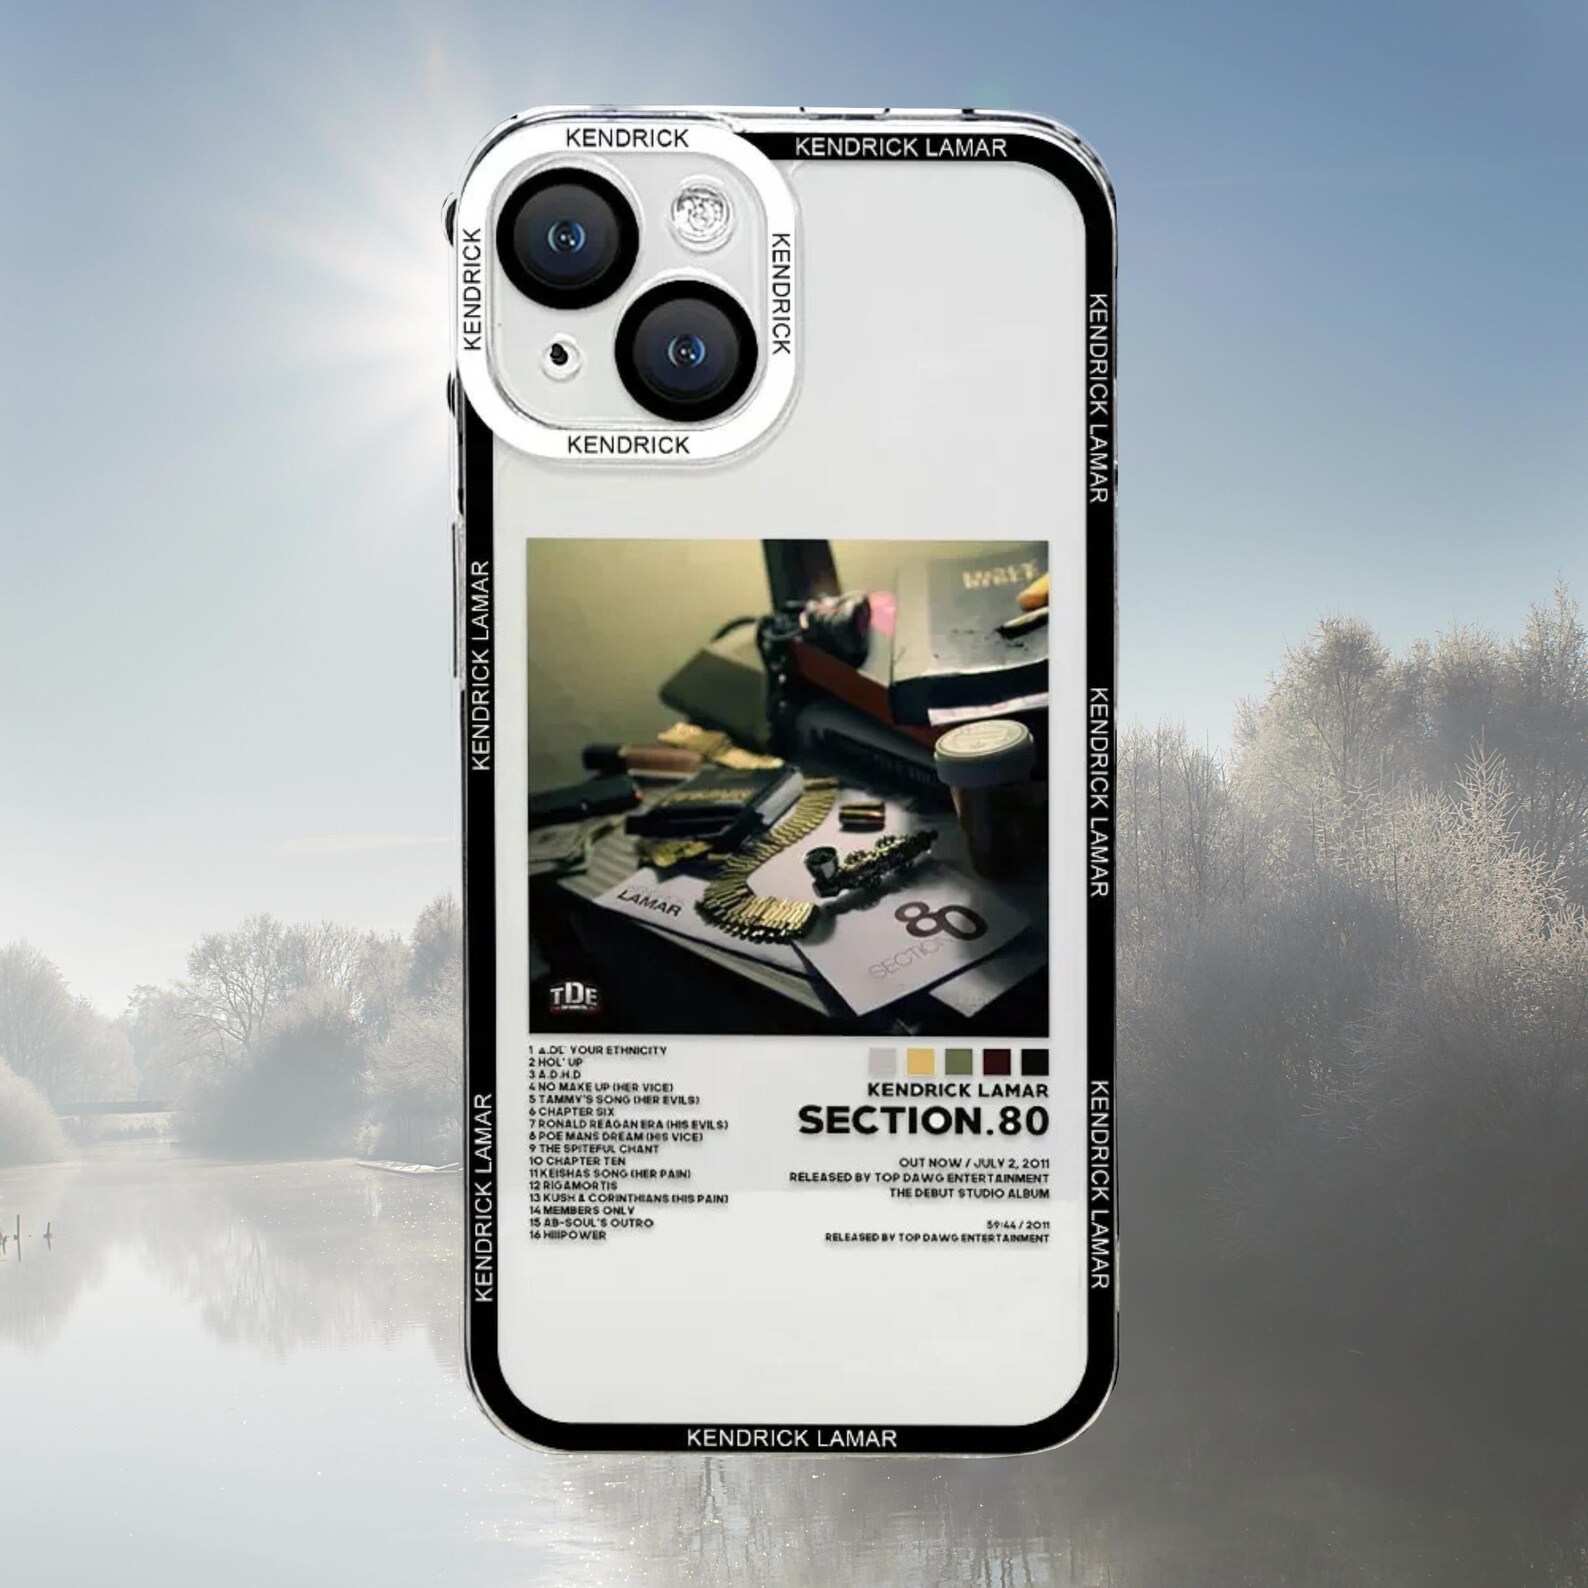 KENDRICK
KENDRICK LAMAR
KENDRICK
KENDRICK
KENDRICK
KENDRICK LAMAR
KENDRICK LAMAR
KENDRICK LAMAR
KENDRICK LAMAR
KENDRICK LAMAR
LAMAR
80
SECTION
TDE
1 YOUR ETHNICITY
2 HOL' UP
3 A.D.H.D
4 NO MAKE UP (HER VICE)
5 TAMMY'S SONG (HER EVILS)
6 CHAPTER SIX
7 RONALD REAGAN ERA (HIS EVILS)
8 POE MANS DREAM (HIS VICE)
9 THE SPITEFUL CHANT
10 CHAPTER TEN
11 KEISHAS SONG (HER PAIN)
12 RIGAMORTIS
13 KUSH & CORINTHIANS (HIS PAIN)
14 MEMBERS ONLY
15 AB-SOUL'S OUTRO
16 HIIIPOWER
KENDRICK LAMAR
SECTION.80
OUT NOW / JULY 2, 2011
RELEASED BY TOP DAWG ENTERTAINMENT
THE DEBUT STUDIO ALBUM
59:44 / 2011
RELEASED BY TOP DAWG ENTERTAINMENT
KENDRICK LAMAR